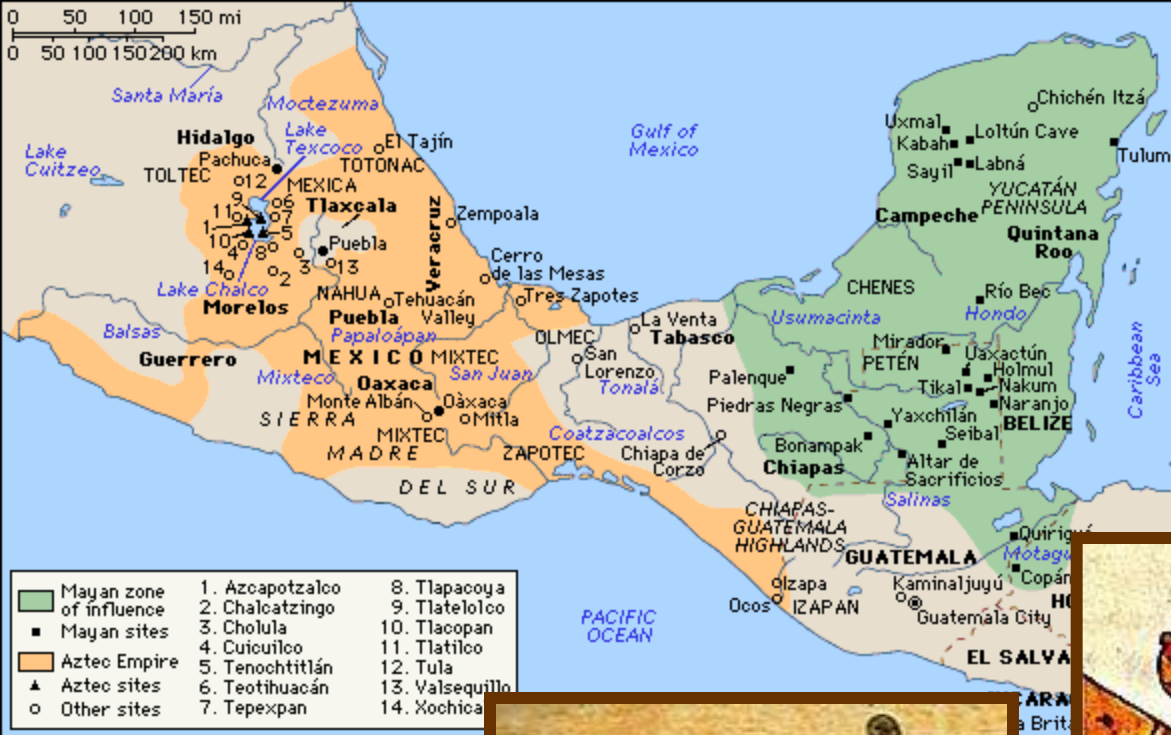 0 50 100 150 mi
0 50 100 150 200 km
Santa María
Moctezuma
Hidalgo
Lake
Texcoco
El Tajín
Lake
Cuitzeo
Pachuca
TOTONAC
TOLTEC
12
MEXICA
9
6
Tlaxcala
11
7
1
5
10
Puebla
4
8
3
13
14
2
Lake Chalco
Morelos
NAHUA
Tehuacán
Valley
Veracruz
Zempoala
Cerro
de las Mesas
Tres Zapotes
Puebla
Papaloápan
Balsas
Guerrero
MEXICO
MIXTEC
OLMEC
La Venta
Tabasco
San
Lorenzo
Mixteco
San Juan
Tonalá
Oaxaca
Monte Albán
Oàxaca
Mitla
SIERRA
MIXTEC
MADRE
ZAPOTEC
Coatzacoalcos
Chiapa de
Corzo
DEL SUR
Gulf of
Mexico
Chichén Itzá
Uxmal
Loltún Cave
Kabah
Tulum
Sayil
Labná
YUCATÁN
PENINSULA
Campeche
Quintana
Roo
CHENES
Río Bec
Usumacinta
Hondo
Mirador
PETÉN
Uaxactún
Holmul
Palenque
Tikal
Nakum
Piedras Negras
Naranjo
Yaxchilán
BELIZE
Seibal
Bonampak
Chiapas
Altar de
Sacrificios
Salinas
Caribbean
Sea
CHIAPAS-
GUATEMALA
HIGHLANDS
Quirigu
GUATEMALA
Motagu
Copán
Izapa
Kaminaljuyú
Ocos
IZAPAN
Guatemala City
HO
EL SALVA
CARA
a Brita
PACIFIC
OCEAN
Mayan zone
of influence
Mayan sites
Aztec Empire
Aztec sites
Other sites
1. Azcapotzalco
2. Chalcatzingo
3. Cholula
4. Cuicuilco
5. Tenochtitlán
6. Teotihuacán
7. Tepexpan
8. Tlapacoya
9. Tlatelolco
10. Tlacopan
11. Tlatilco
12. Tula
13. Valsequillo
14. Xochica